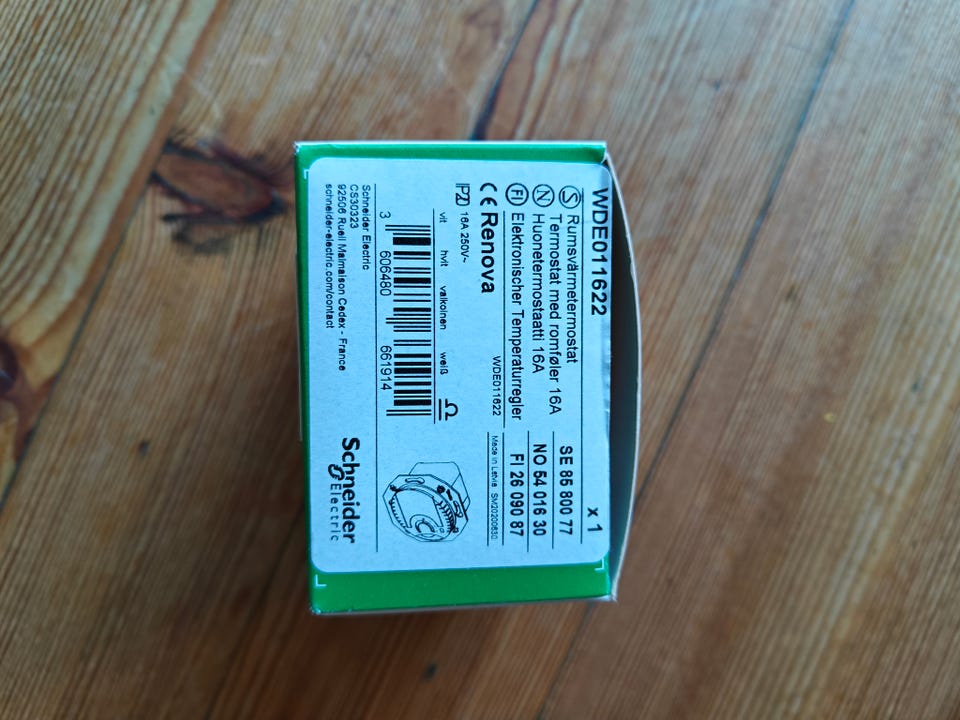 WDE011622
x 1
Ⓢ Rumsvärmetermostat SE 85 800 77
Ⓝ Termostat med romføler 16A NO 54 016 30
Huonetermostaatti 16A
FI Elektronischer Temperaturregler FI 26 090 87
CE Renova
WDE011622
Made in Latvia SM20200630
16A 250V~
vit hvit valkoinen weiß
3 606480 661914
Schneider Electric
CS30323
92506 Rueil Malmaison Cedex - France
schneider-electric.com/contact
Schneider
Electric